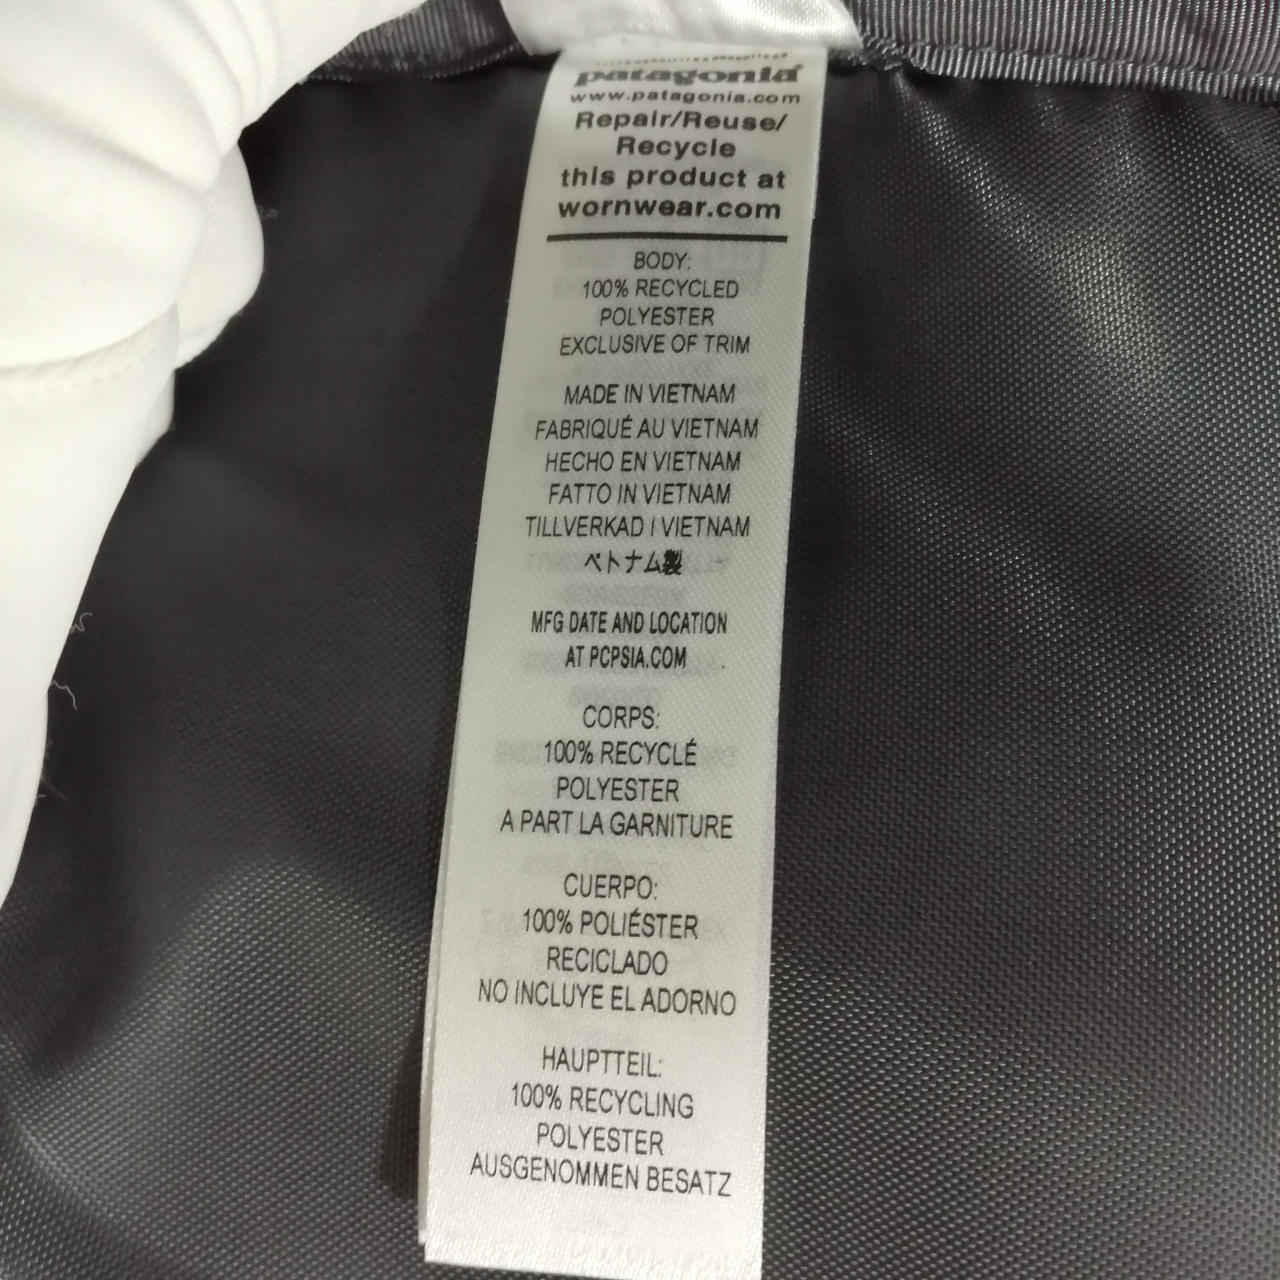 patagonia
www.patagonia.com
Repair/Reuse/
Recycle
this product at
wornwear.com
BODY:
100% RECYCLED
POLYESTER
EXCLUSIVE OF TRIM
MADE IN VIETNAM
FABRIQUÉ AU VIETNAM
HECHO EN VIETNAM
FATTO IN VIETNAM
TILLVERKAD I VIETNAM
ベトナム製
MFG DATE AND LOCATION
AT PCPSIA.COM
CORPS:
100% RECYCLÉ
POLYESTER
A PART LA GARNITURE
CUERPO:
100% POLIÉSTER
RECICLADO
NO INCLUYE EL ADORNO
HAUPTTEIL:
100% RECYCLING
POLYESTER
AUSGENOMMEN BESATZ